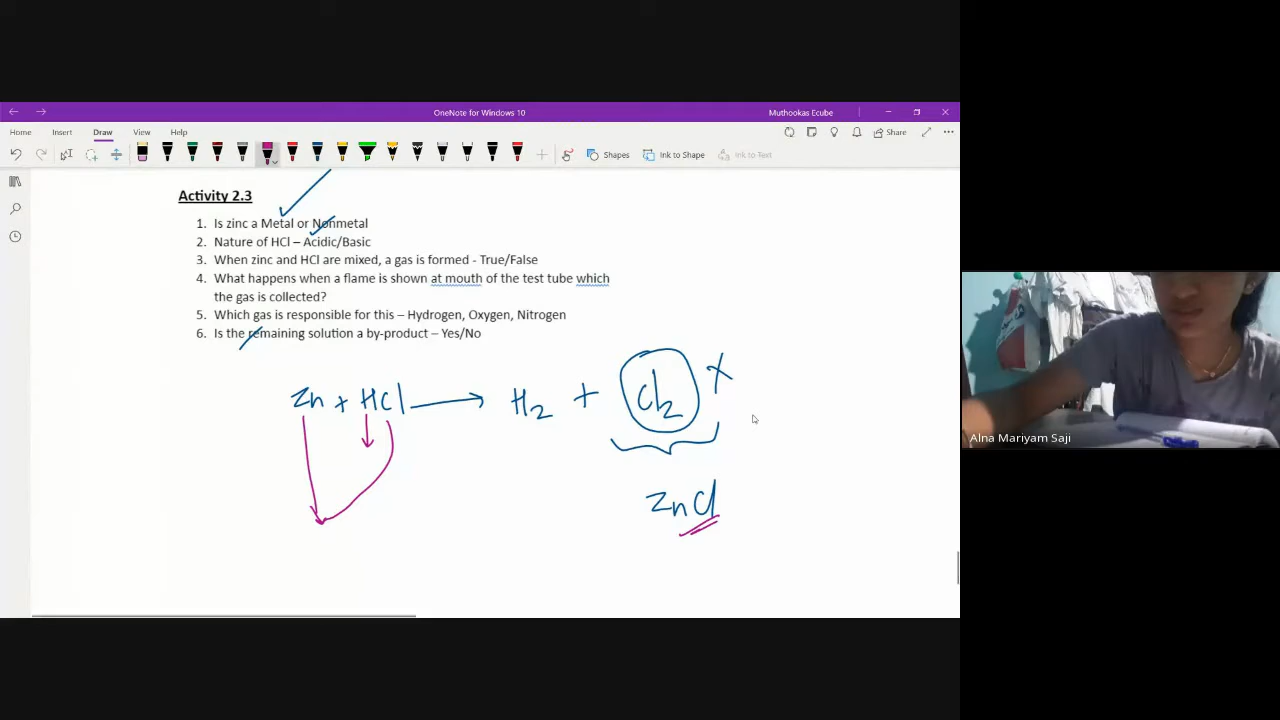 OneNote for Windows 10
Muthookas Ecube
Home Insert Draw View Help
Share
Shapes Ink to Shape Ink to Text
Activity 2.3
1. Is zinc a Metal or Nonmetal
2. Nature of HCl – Acidic/Basic
3. When zinc and HCl are mixed, a gas is formed - True/False
4. What happens when a flame is shown at mouth of the test tube which
the gas is collected?
5. Which gas is responsible for this – Hydrogen, Oxygen, Nitrogen
6. Is the remaining solution a by-product – Yes/No
Zn + HCl ⟶ H₂ + Cl₂ X
ZnCl
Alna Mariyam Saji